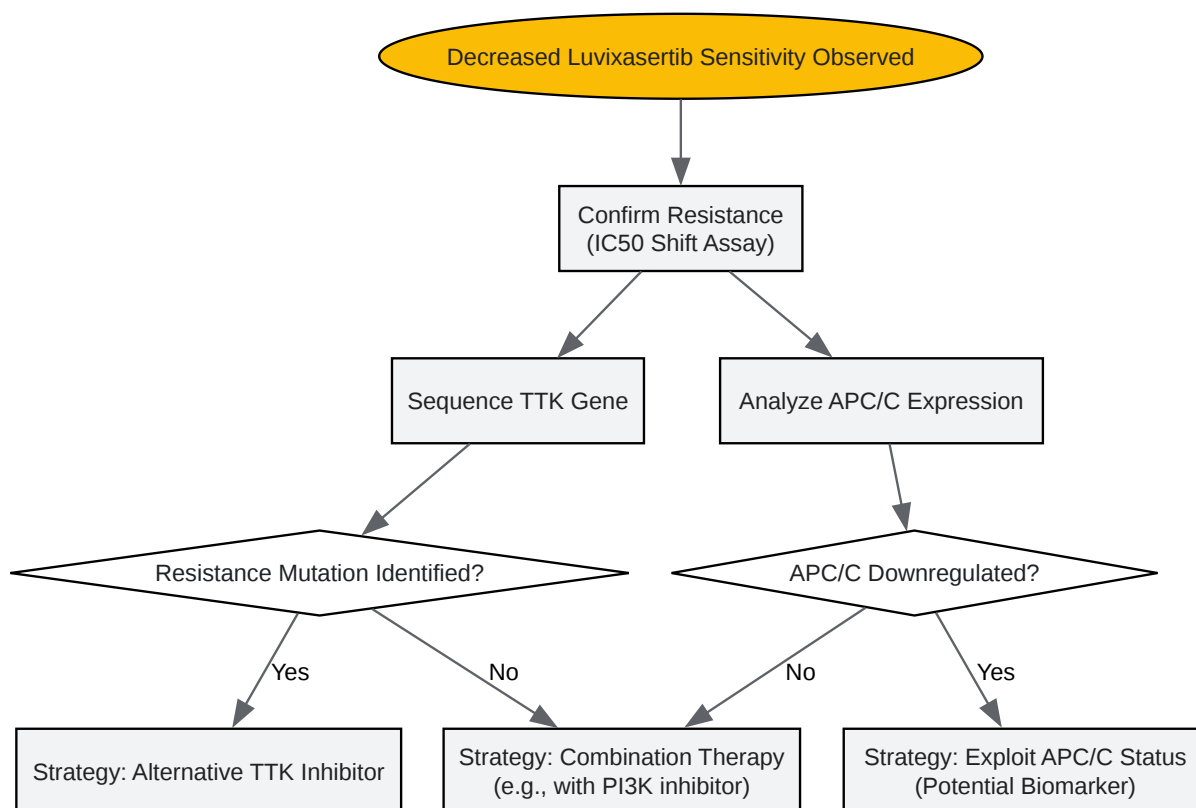 Decreased Luvixasertib Sensitivity Observed
Confirm Resistance
(IC50 Shift Assay)
Sequence TTK Gene
Analyze APC/C Expression
Resistance Mutation Identified?
APC/C Downregulated?
Yes
No
No
Yes
Strategy: Alternative TTK Inhibitor
Strategy: Combination Therapy
(e.g., with PI3K inhibitor)
Strategy: Exploit APC/C Status
(Potential Biomarker)